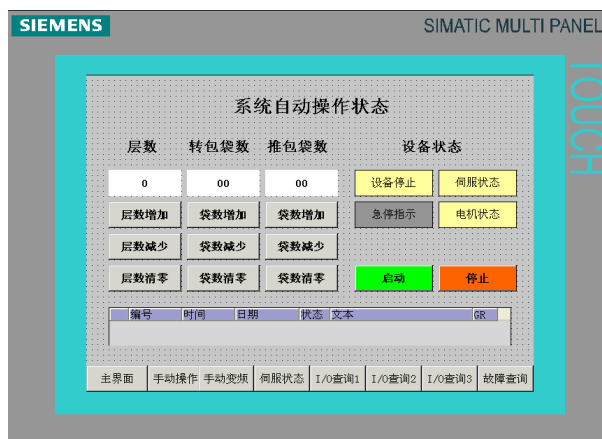 SIEMENS
SIMATIC MULTI PANEL
TOUCH
系统自动操作状态
层数 转包袋数 推包袋数 设备状态
0 00 00 设备停止 伺服状态
层数增加 袋数增加 袋数增加 急停指示 电机状态
层数减少 袋数减少 袋数减少
层数清零 袋数清零 袋数清零 启动 停止
编号 时间 日期 状态 文本 GR
主界面 手动操作 手动变频 伺服状态 I/O查询1 I/O查询2 I/O查询3 故障查询